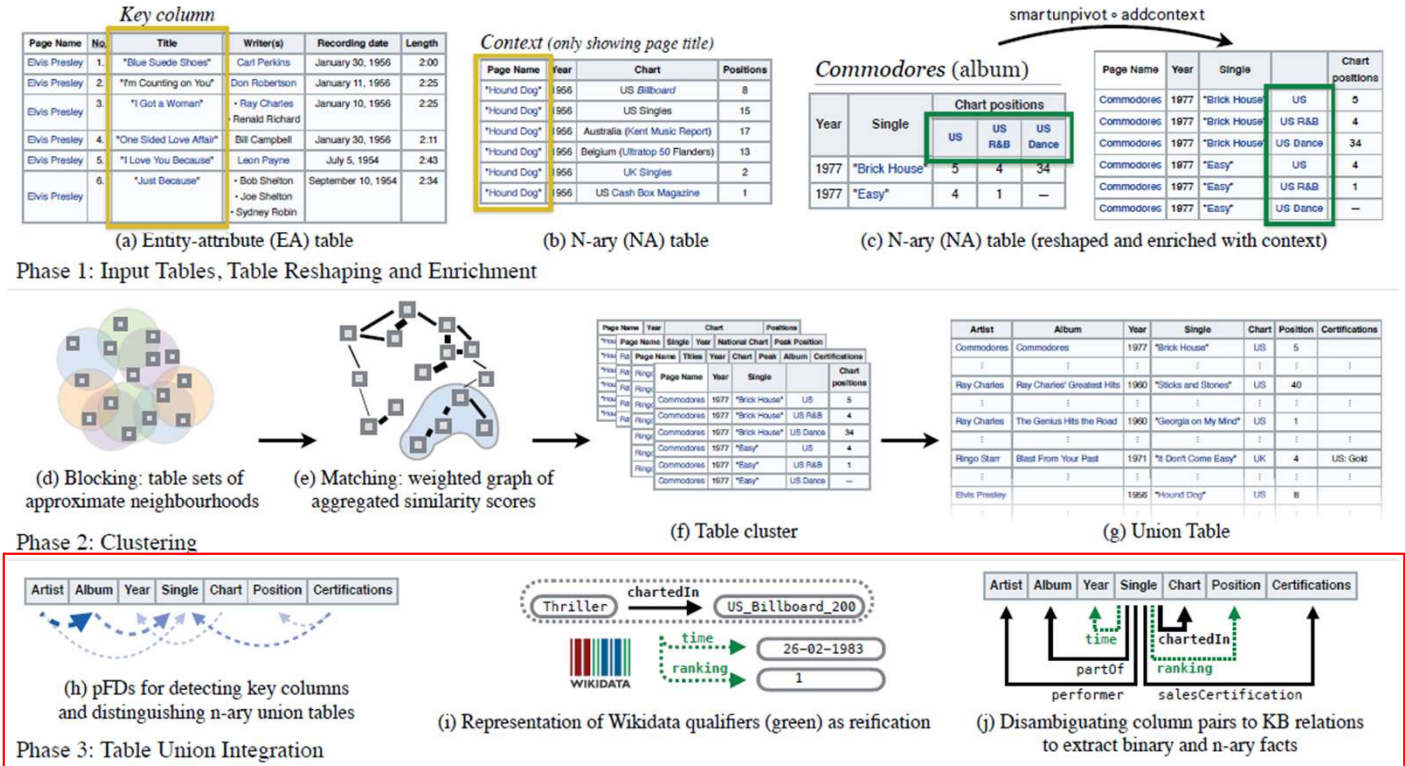 Key column
Page Name No. Title Writer(s) Recording date Length
Elvis Presley 1. "Blue Suede Shoes" Carl Perkins January 30, 1956 2:00
Elvis Presley 2. "I'm Counting on You" Don Robertson January 11, 1956 2:25
Elvis Presley 3. "I Got a Woman" • Ray Charles January 10, 1956 2:25
• Renald Richard
Elvis Presley 4. "One Sided Love Affair" Bill Campbell January 30, 1956 2:11
Elvis Presley 5. "I Love You Because" Leon Payne July 5, 1954 2:43
Elvis Presley 6. "Just Because" • Bob Shelton September 10, 1954 2:34
• Joe Shelton
• Sydney Robin
(a) Entity-attribute (EA) table
Context (only showing page title)
Page Name Year Chart Positions
"Hound Dog" 1956 US Billboard 8
"Hound Dog" 1956 US Singles 15
"Hound Dog" 1956 Australia (Kent Music Report) 17
"Hound Dog" 1956 Belgium (Ultratop 50 Flanders) 13
"Hound Dog" 1956 UK Singles 2
"Hound Dog" 1956 US Cash Box Magazine 1
(b) N-ary (NA) table
smartunpivot ∘ addcontext
Commodores (album)
Year Single Chart positions
US US R&B US Dance
1977 "Brick House" 5 4 34
1977 "Easy" 4 1 —
Page Name Year Single Chart positions
Commodores 1977 "Brick House" US 5
Commodores 1977 "Brick House" US R&B 4
Commodores 1977 "Brick House" US Dance 34
Commodores 1977 "Easy" US 4
Commodores 1977 "Easy" US R&B 1
Commodores 1977 "Easy" US Dance —
(c) N-ary (NA) table (reshaped and enriched with context)
Phase 1: Input Tables, Table Reshaping and Enrichment
(d) Blocking: table sets of
approximate neighbourhoods
(e) Matching: weighted graph of
aggregated similarity scores
Page Name Year Chart Positions
Page Name Single Year National Chart Peak Position
Page Name Titles Year Chart Peak Album Certifications
Page Name Year Single Chart positions
Commodores 1977 "Brick House" US 5
Commodores 1977 "Brick House" US R&B 4
Commodores 1977 "Brick House" US Dance 34
Commodores 1977 "Easy" US 4
Commodores 1977 "Easy" US R&B 1
Commodores 1977 "Easy" US Dance —
(f) Table cluster
Artist Album Year Single Chart Position Certifications
Commodores Commodores 1977 "Brick House" US 5
Ray Charles Ray Charles' Greatest Hits 1960 "Sticks and Stones" US 40
Ray Charles The Genius Hits the Road 1960 "Georgia on My Mind" US 1
Ringo Starr Blast From Your Past 1971 "It Don't Come Easy" UK 4 US: Gold
Elvis Presley 1956 "Hound Dog" US 8
(g) Union Table
Phase 2: Clustering
Artist Album Year Single Chart Position Certifications
(h) pFDs for detecting key columns
and distinguishing n-ary union tables
Thriller chartedIn US_Billboard_200
WIKIDATA
time 26-02-1983
ranking 1
(i) Representation of Wikidata qualifiers (green) as reification
Artist Album Year Single Chart Position Certifications
time chartedIn
partOf ranking
performer salesCertification
(j) Disambiguating column pairs to KB relations
to extract binary and n-ary facts
Phase 3: Table Union Integration